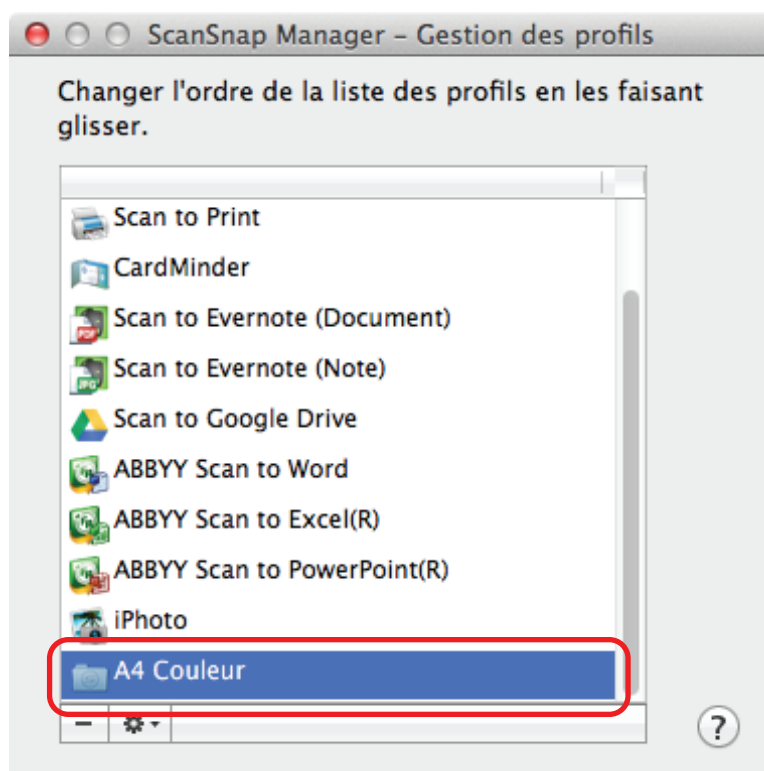 ScanSnap Manager – Gestion des profils
Changer l'ordre de la liste des profils en les faisant
glisser.
Scan to Print
CardMinder
Scan to Evernote (Document)
Scan to Evernote (Note)
Scan to Google Drive
ABBYY Scan to Word
ABBYY Scan to Excel(R)
ABBYY Scan to PowerPoint(R)
iPhoto
A4 Couleur
?